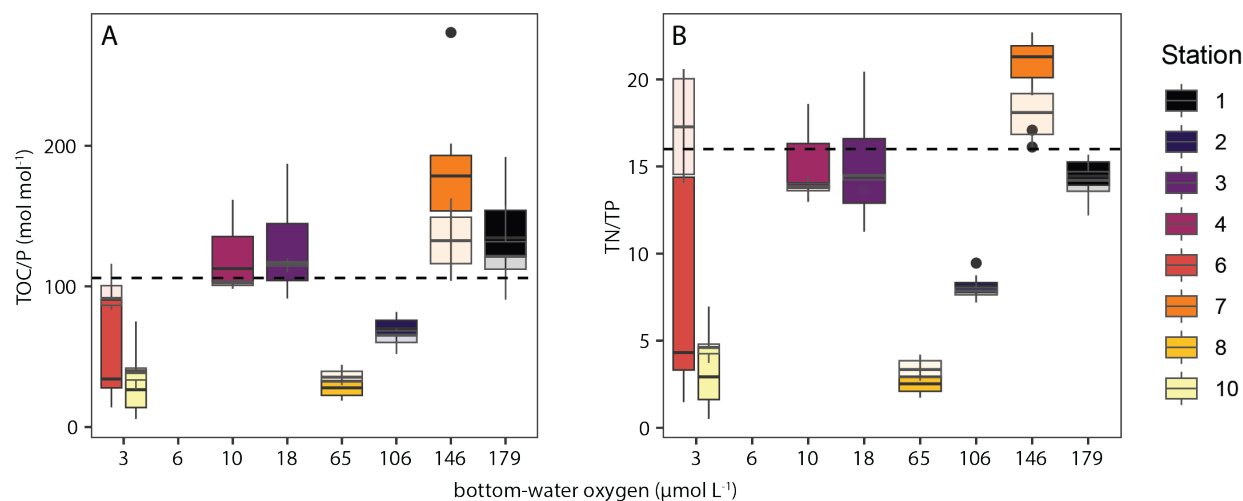 A
TOC/P (mol mol⁻¹)
200
100
0
3 6 10 18 65 106 146 179
B
TN/TP
20
15
10
5
0
3 6 10 18 65 106 146 179
bottom-water oxygen (µmol L⁻¹)
Station
1
2
3
4
6
7
8
10